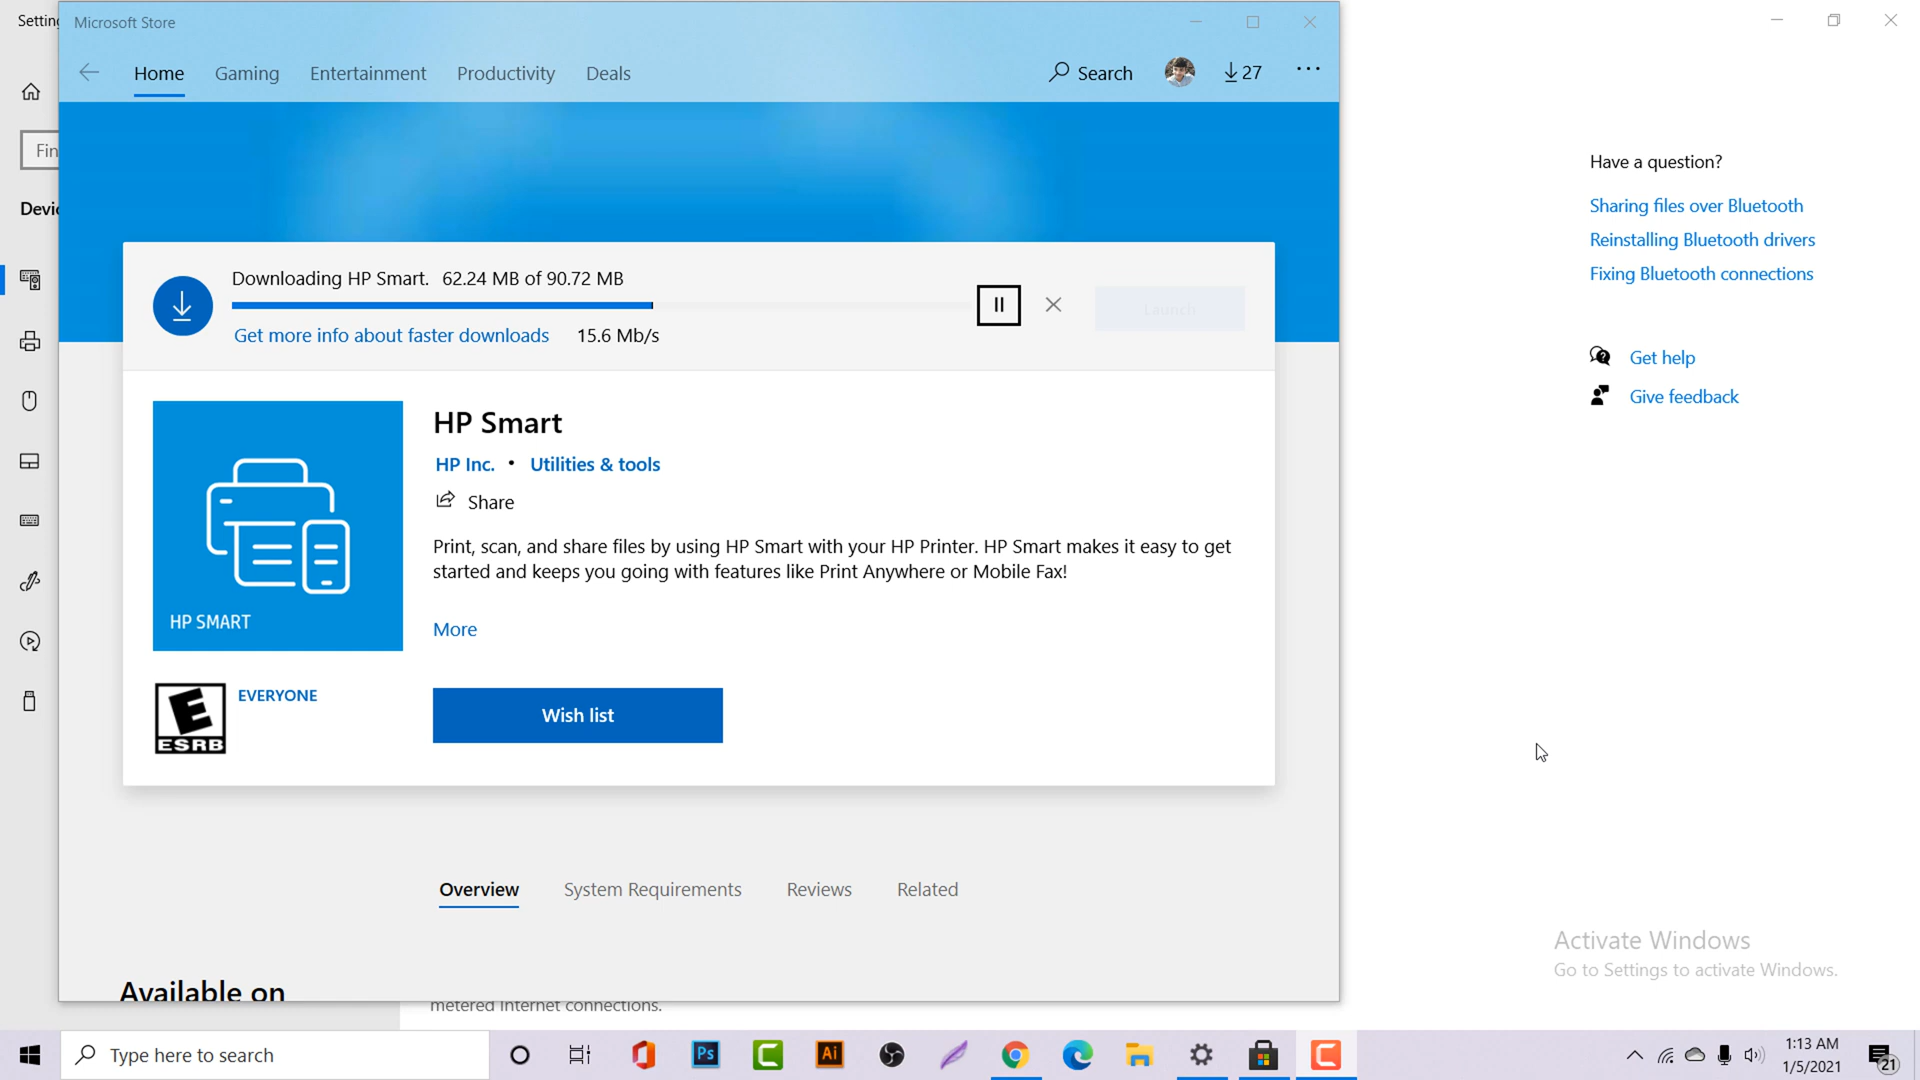 Setting
Microsoft Store
Home
Gaming
Entertainment
Productivity
Deals
Search
27
Fin
Devic
Have a question?
Sharing files over Bluetooth
Reinstalling Bluetooth drivers
Fixing Bluetooth connections
Get help
Give feedback
Downloading HP Smart. 62.24 MB of 90.72 MB
Get more info about faster downloads 15.6 Mb/s
Launch
HP SMART
HP Smart
HP Inc. • Utilities & tools
Share
Print, scan, and share files by using HP Smart with your HP Printer. HP Smart makes it easy to get
started and keeps you going with features like Print Anywhere or Mobile Fax!
More
E
ESRB
EVERYONE
Wish list
Overview
System Requirements
Reviews
Related
Available on
metered Internet connections.
Activate Windows
Go to Settings to activate Windows.
Type here to search
Ps
Ai
1:13 AM
1/5/2021
21